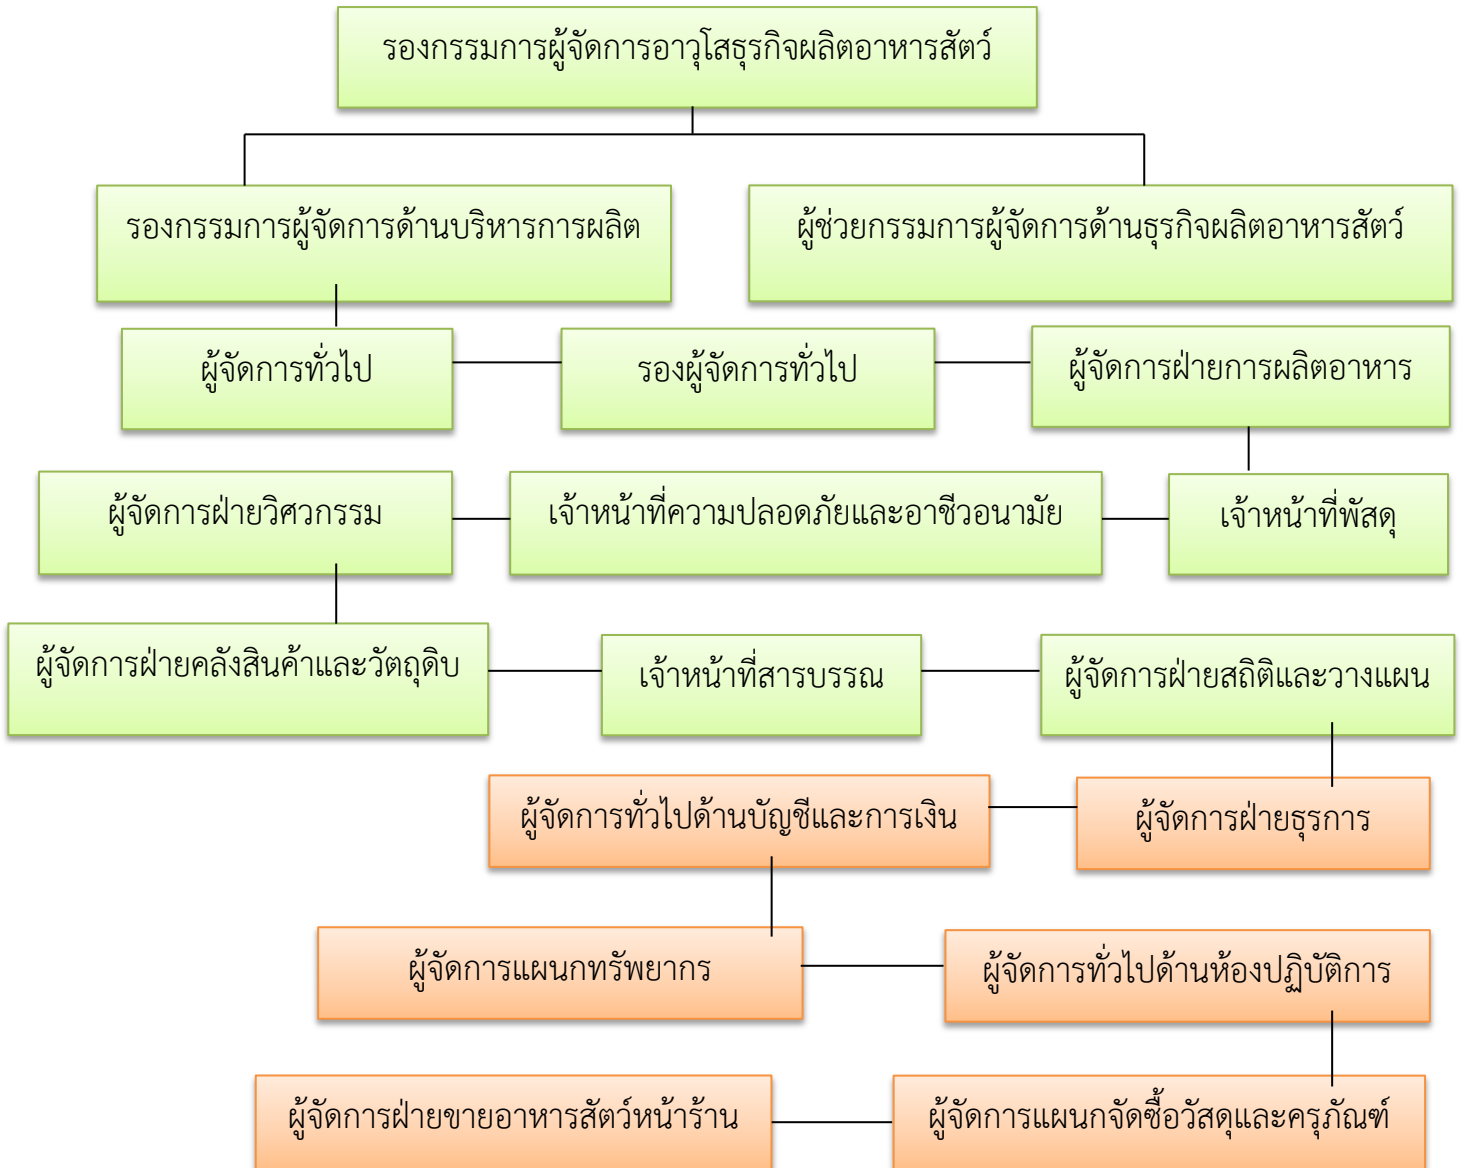 รองกรรมการผู้จัดการอาวุโสธุรกิจผลิตอาหารสัตว์
รองกรรมการผู้จัดการด้านบริหารการผลิต
ผู้ช่วยกรรมการผู้จัดการด้านธุรกิจผลิตอาหารสัตว์
ผู้จัดการทั่วไป
รองผู้จัดการทั่วไป
ผู้จัดการฝ่ายการผลิตอาหาร
ผู้จัดการฝ่ายวิศวกรรม
เจ้าหน้าที่ความปลอดภัยและอาชีวอนามัย
เจ้าหน้าที่พัสดุ
ผู้จัดการฝ่ายคลังสินค้าและวัตถุดิบ
เจ้าหน้าที่สารบรรณ
ผู้จัดการฝ่ายสถิติและวางแผน
ผู้จัดการทั่วไปด้านบัญชีและการเงิน
ผู้จัดการฝ่ายธุรการ
ผู้จัดการแผนกทรัพยากร
ผู้จัดการทั่วไปด้านห้องปฏิบัติการ
ผู้จัดการฝ่ายขายอาหารสัตว์หน้าร้าน
ผู้จัดการแผนกจัดซื้อวัสดุและครุภัณฑ์